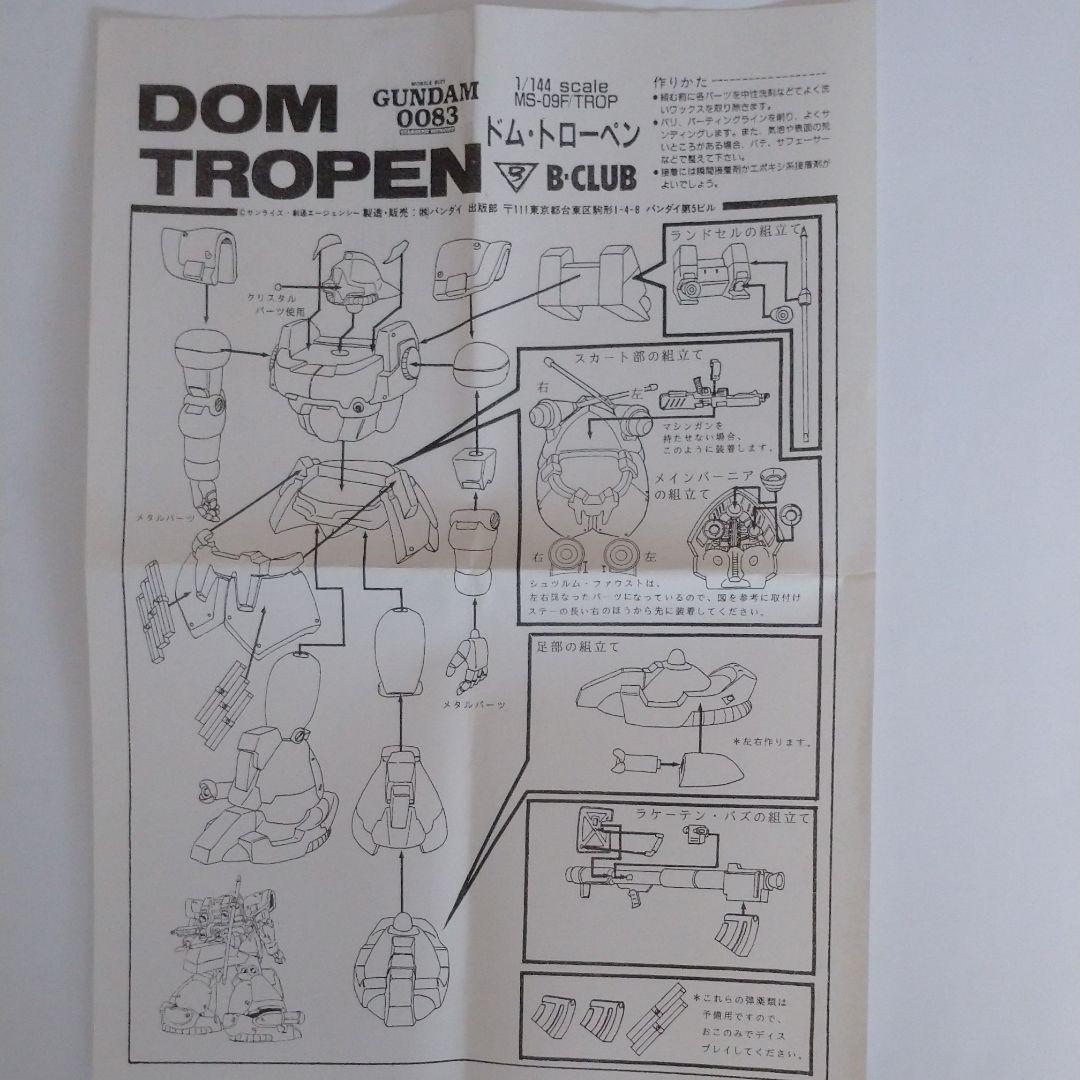 DOM
TROPEN
MOBILE SUIT
GUNDAM
0083
1/144 scale
MS-09F/TROP
ドム・トローペン
B-CLUB
作りかた
●組む前に各パーツを中性洗剤などでよく洗
いワックスを取り除きます。
●バリ、パーティングラインを削り、よくサ
ンディングします。また、気泡や表面の荒
いところがある場合、パテ、サフェーサー
などで整えて下さい。
●接着には瞬間接着剤かエポキシ系接着剤が
よいでしょう。
©サンライズ・創通エージェンシー 製造・販売：㈱バンダイ 出版部 〒111東京都台東区駒形1-4-8 バンダイ第5ビル
ランドセルの組立て
クリスタル
パーツ使用
スカート部の組立て
右
左
マシンガンを
持たせない場合、
このように装着します。
メインバーニア
の組立て
メタルパーツ
右
左
シュツルム・ファウストは、
左右異なったパーツになっているので、図を参考に取付け
ステーの長い右のほうから先に装着してください。
足部の組立て
メタルパーツ
＊左右作ります。
ラケーテン・バズの組立て
＊これらの弾薬類は
予備用ですので、
おこのみでディス
プレイしてください。